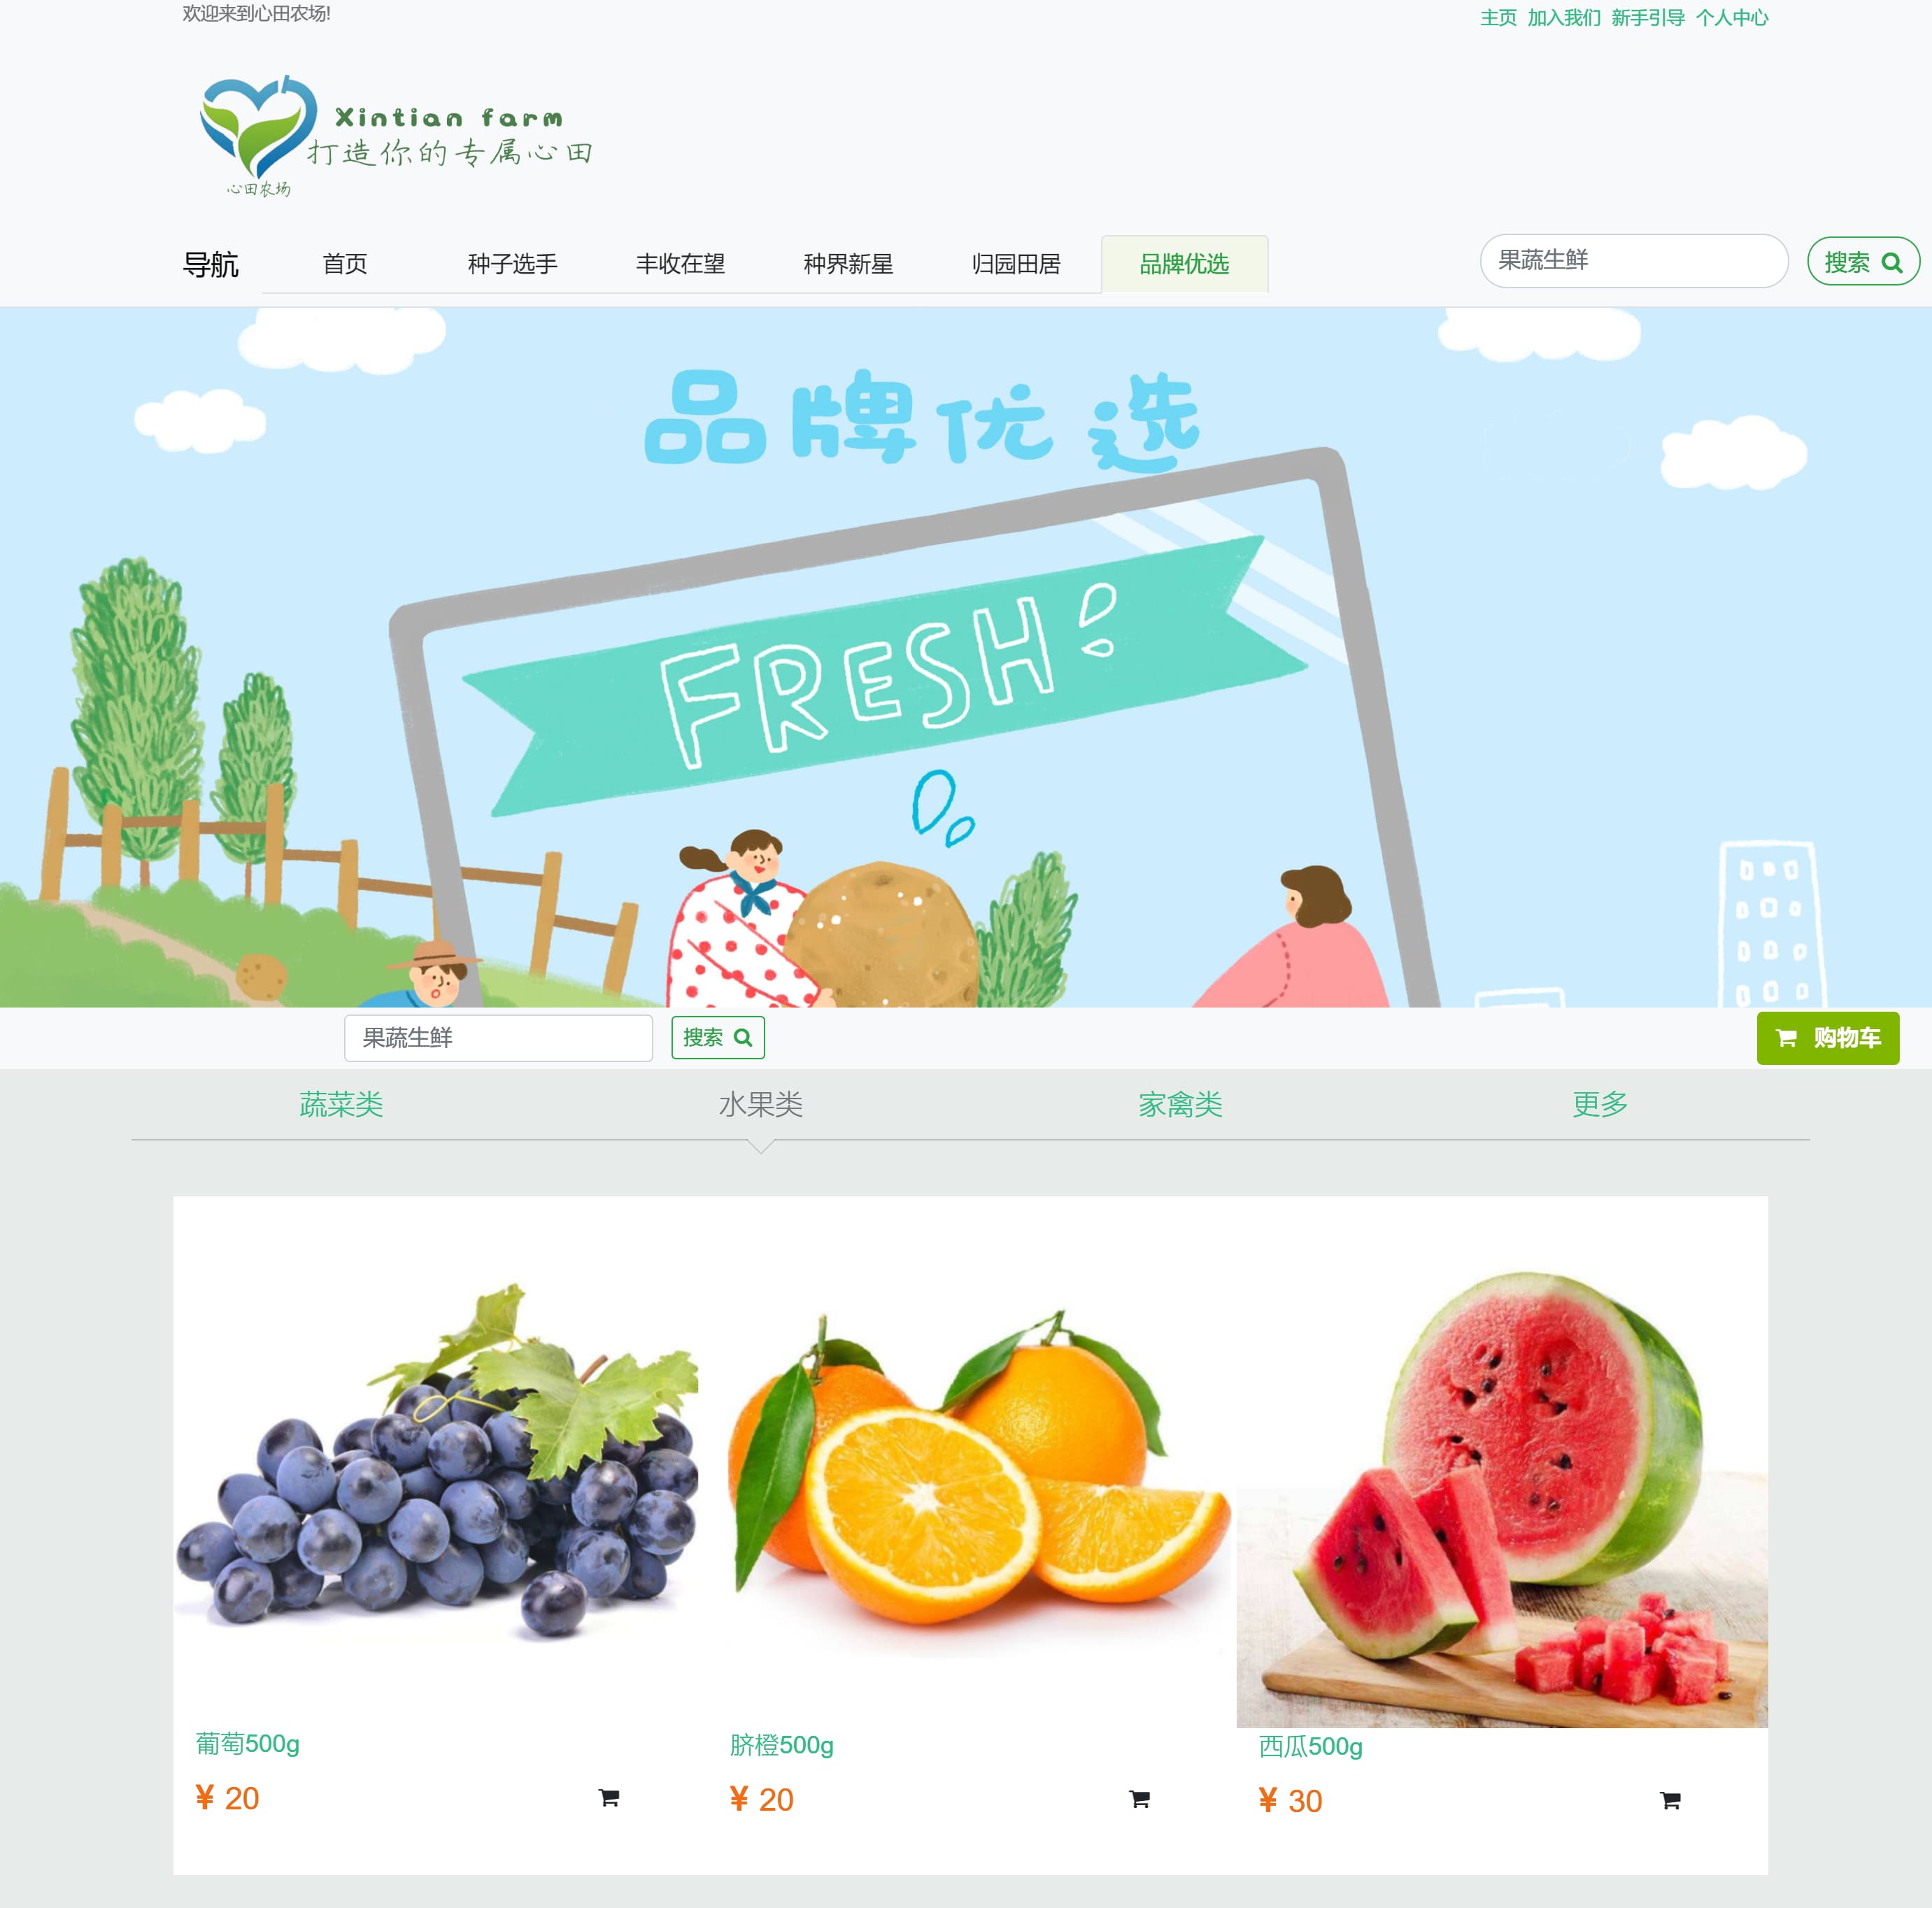 欢迎来到心田农场!
主页 加入我们 新手引导 个人中心
Xintian farm
打造你的专属心田
心田农场
导航 首页 种子选手 丰收在望 种界新星 归园田居 品牌优选 果蔬生鲜 搜索
品牌优选
FRESH
果蔬生鲜 搜索 购物车
蔬菜类 水果类 家禽类 更多
葡萄500g 脐橙500g 西瓜500g
¥ 20 ¥ 20 ¥ 30